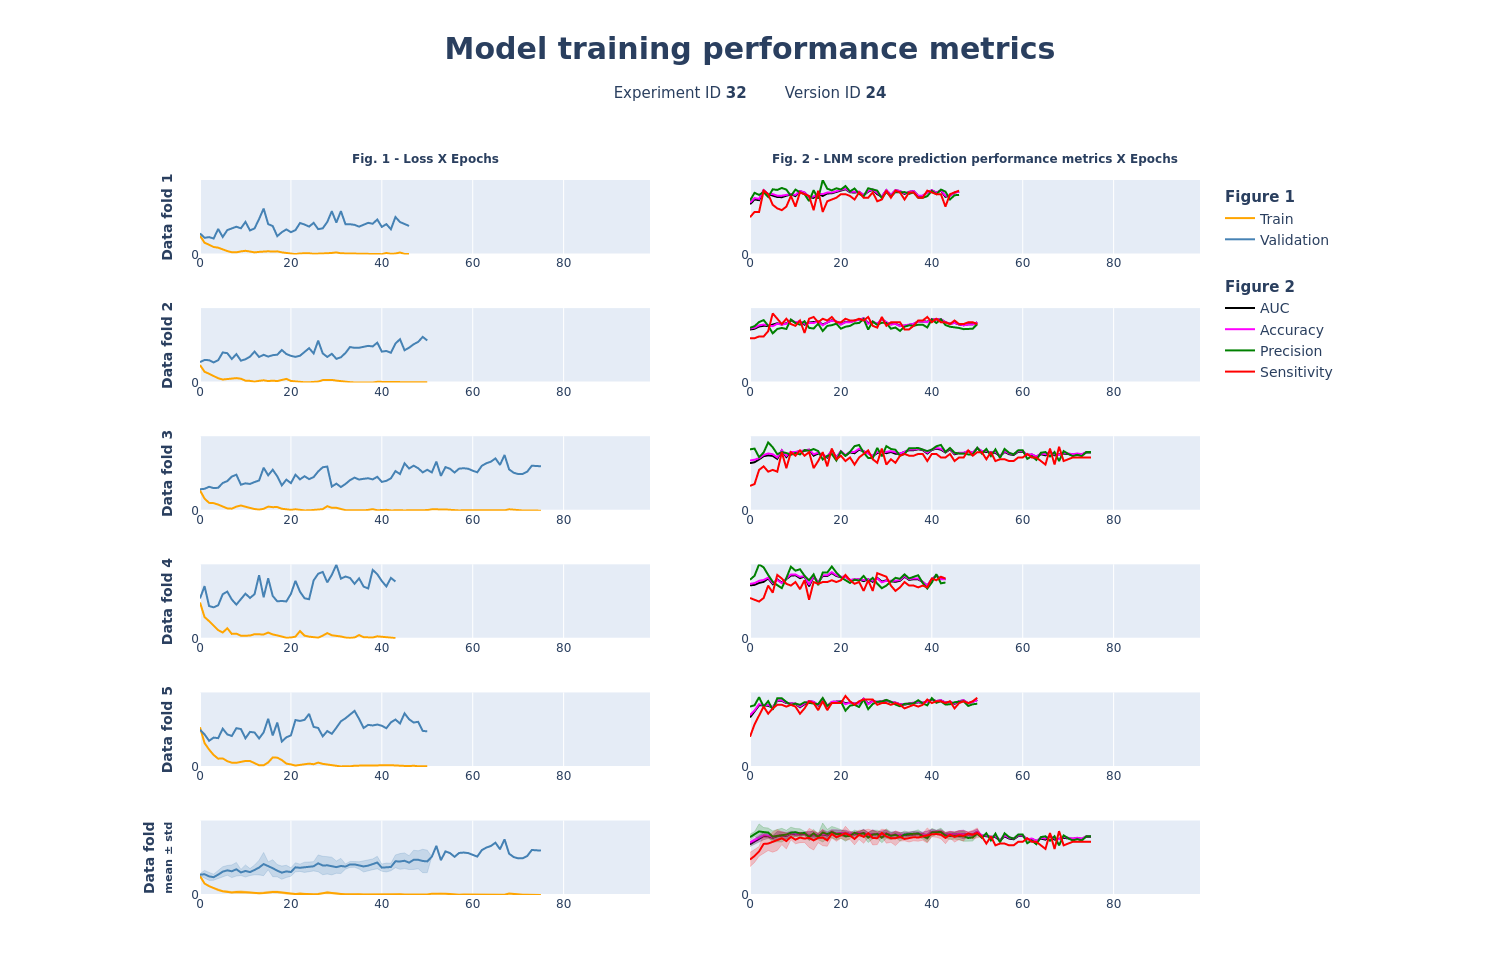 Model training performance metrics
Experiment ID 32 Version ID 24
Fig. 1 - Loss X Epochs
Fig. 2 - LNM score prediction performance metrics X Epochs
Data fold 1
0
0 20 40 60 80
0
0 20 40 60 80
Figure 1
Train
Validation
Figure 2
AUC
Accuracy
Precision
Sensitivity
Data fold 2
0
0 20 40 60 80
0
0 20 40 60 80
Data fold 3
0
0 20 40 60 80
0
0 20 40 60 80
Data fold 4
0
0 20 40 60 80
0
0 20 40 60 80
Data fold 5
0
0 20 40 60 80
0
0 20 40 60 80
Data fold
mean ± std
0
0 20 40 60 80
0
0 20 40 60 80